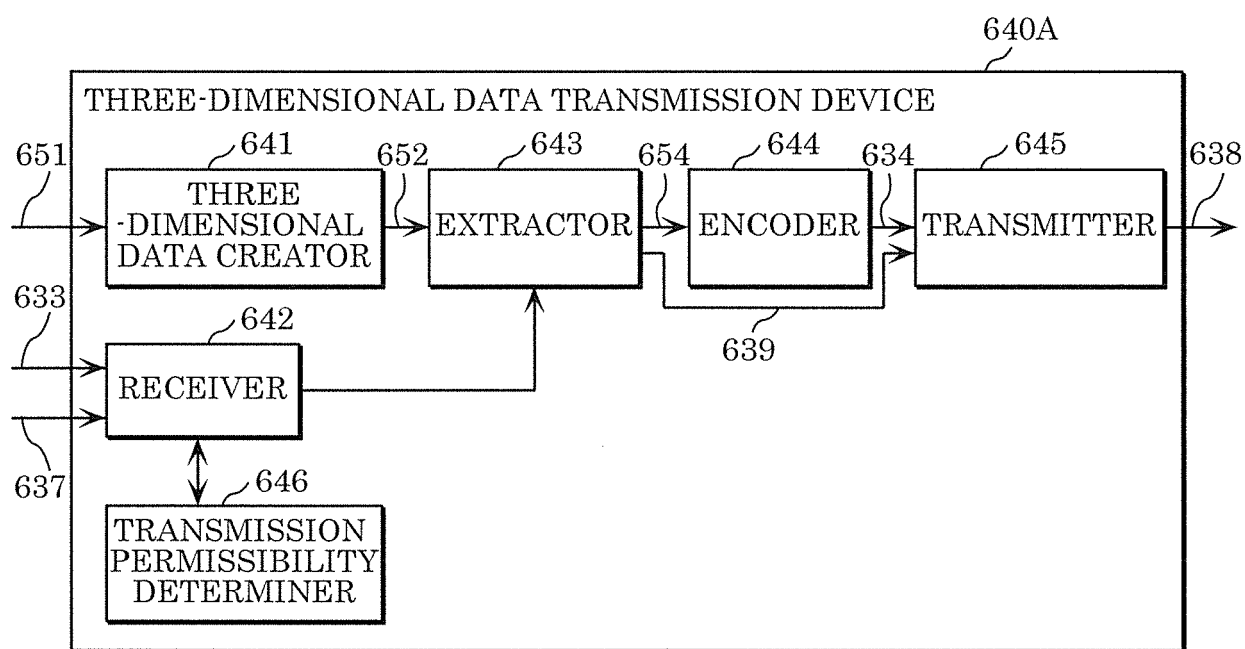 640A
THREE-DIMENSIONAL DATA TRANSMISSION DEVICE
651
641
652
643
654
644
634
645
638
THREE
-DIMENSIONAL
DATA CREATOR
EXTRACTOR
ENCODER
TRANSMITTER
633
642
639
RECEIVER
637
646
TRANSMISSION
PERMISSIBILITY
DETERMINER